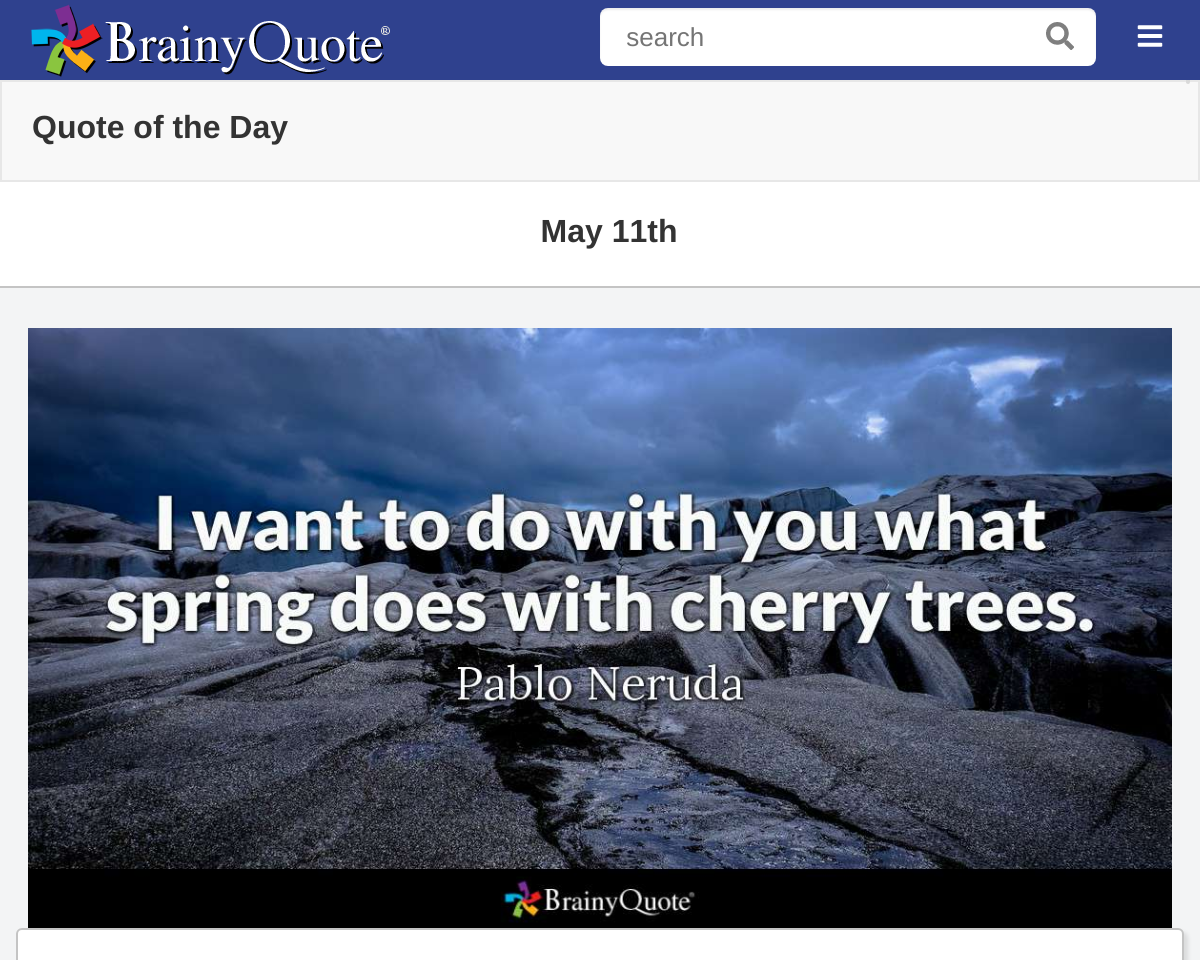 BrainyQuote®
search
Quote of the Day
May 11th
I want to do with you what
spring does with cherry trees.
Pablo Neruda
BrainyQuote®